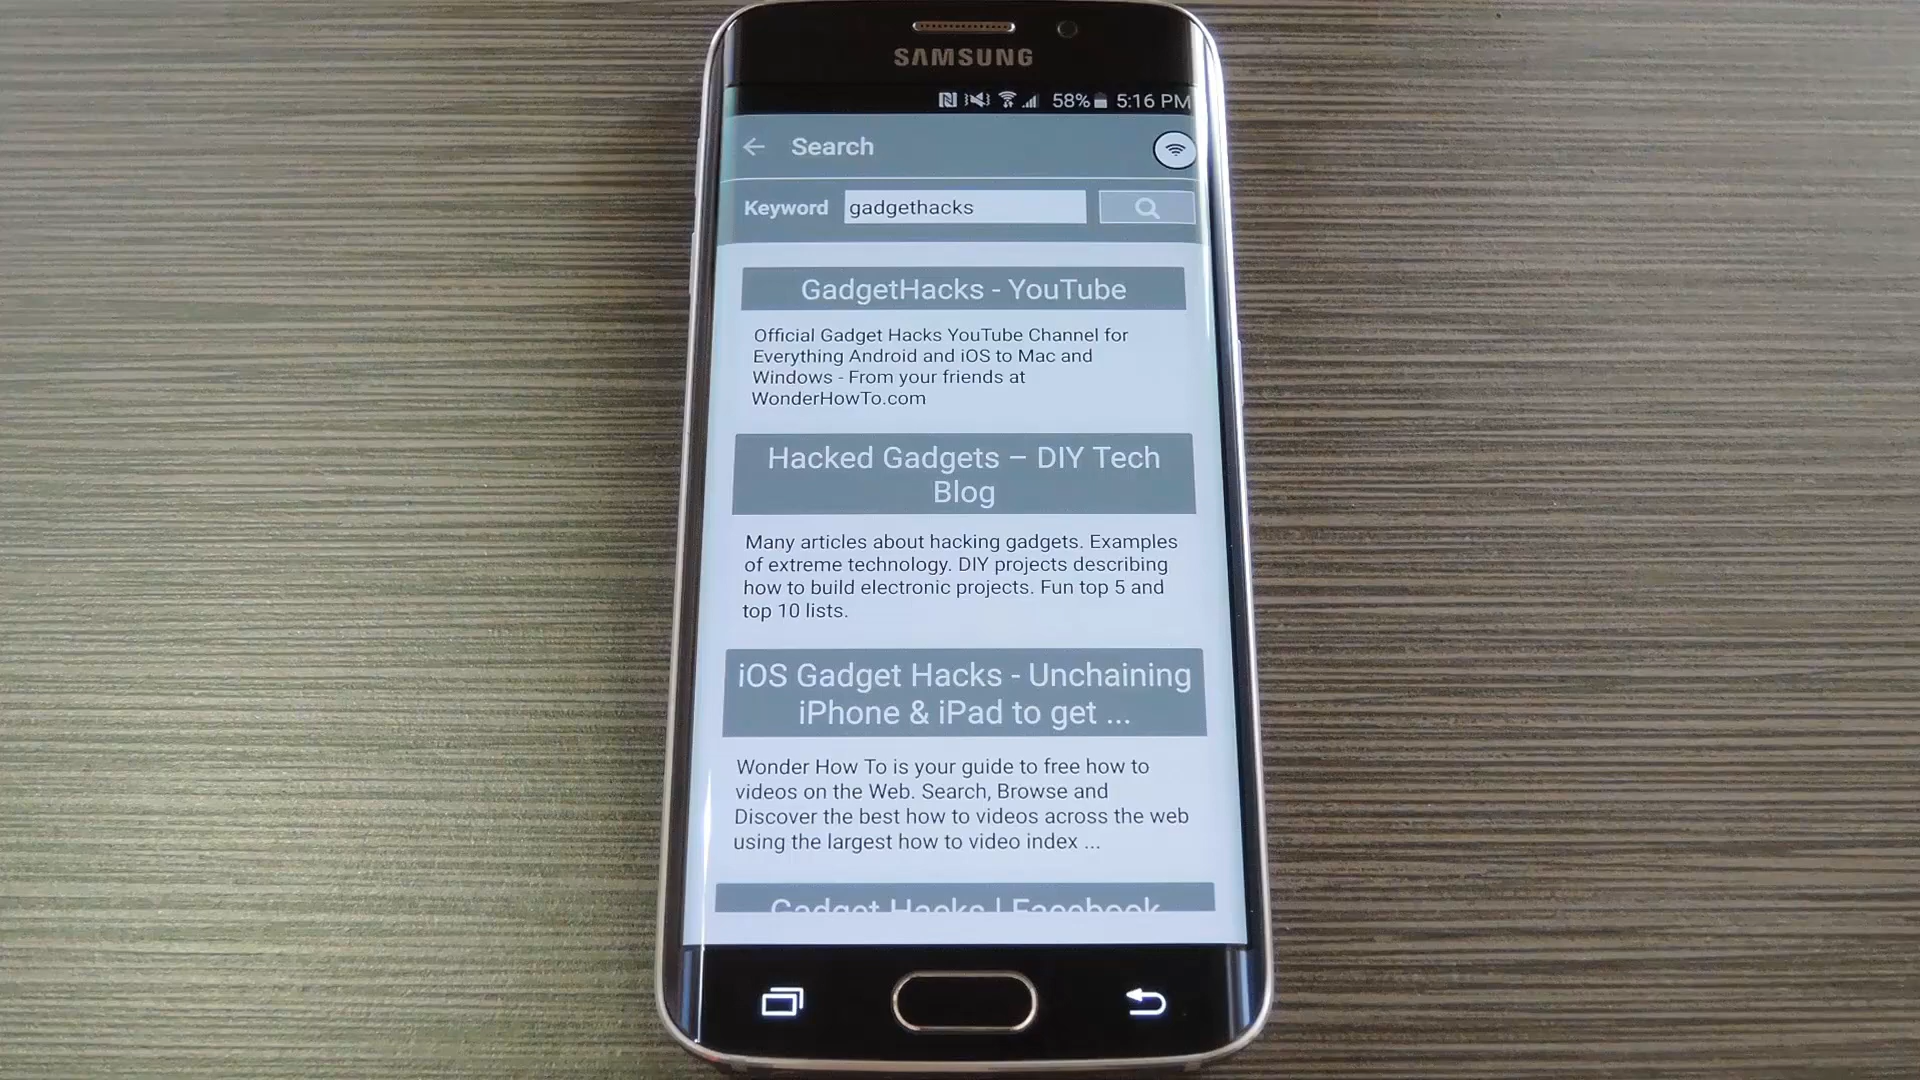 SAMSUNG
58% 5:16 PM
Search
Keyword gadgethacks
GadgetHacks - YouTube
Official Gadget Hacks YouTube Channel for
Everything Android and iOS to Mac and
Windows - From your friends at
WonderHowTo.com
Hacked Gadgets – DIY Tech
Blog
Many articles about hacking gadgets. Examples
of extreme technology. DIY projects describing
how to build electronic projects. Fun top 5 and
top 10 lists.
iOS Gadget Hacks - Unchaining
iPhone & iPad to get ...
Wonder How To is your guide to free how to
videos on the Web. Search, Browse and
Discover the best how to videos across the web
using the largest how to video index ...
Gadget Hacks | Facebook